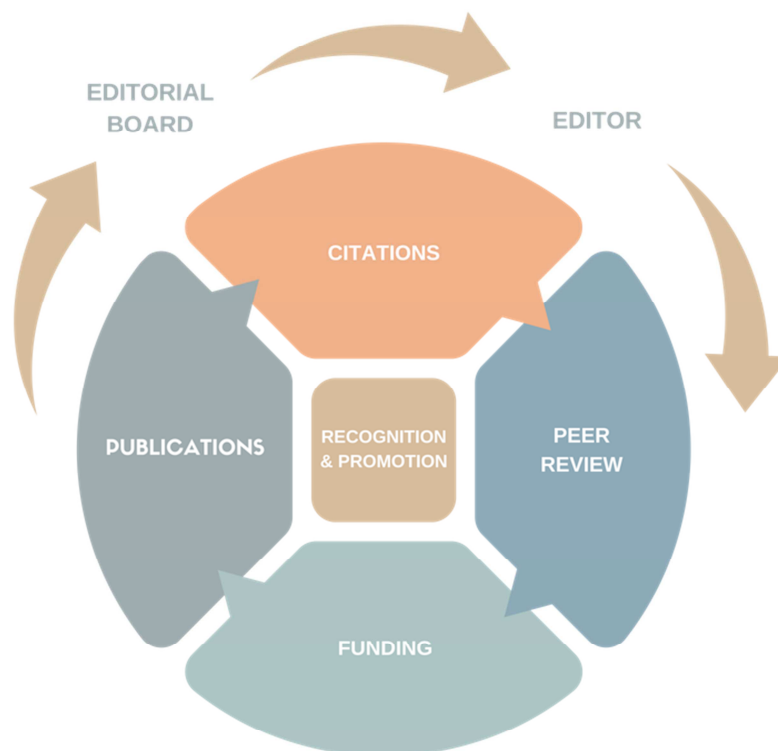 EDITORIAL
BOARD
EDITOR
CITATIONS
PUBLICATIONS
RECOGNITION
& PROMOTION
PEER
REVIEW
FUNDING